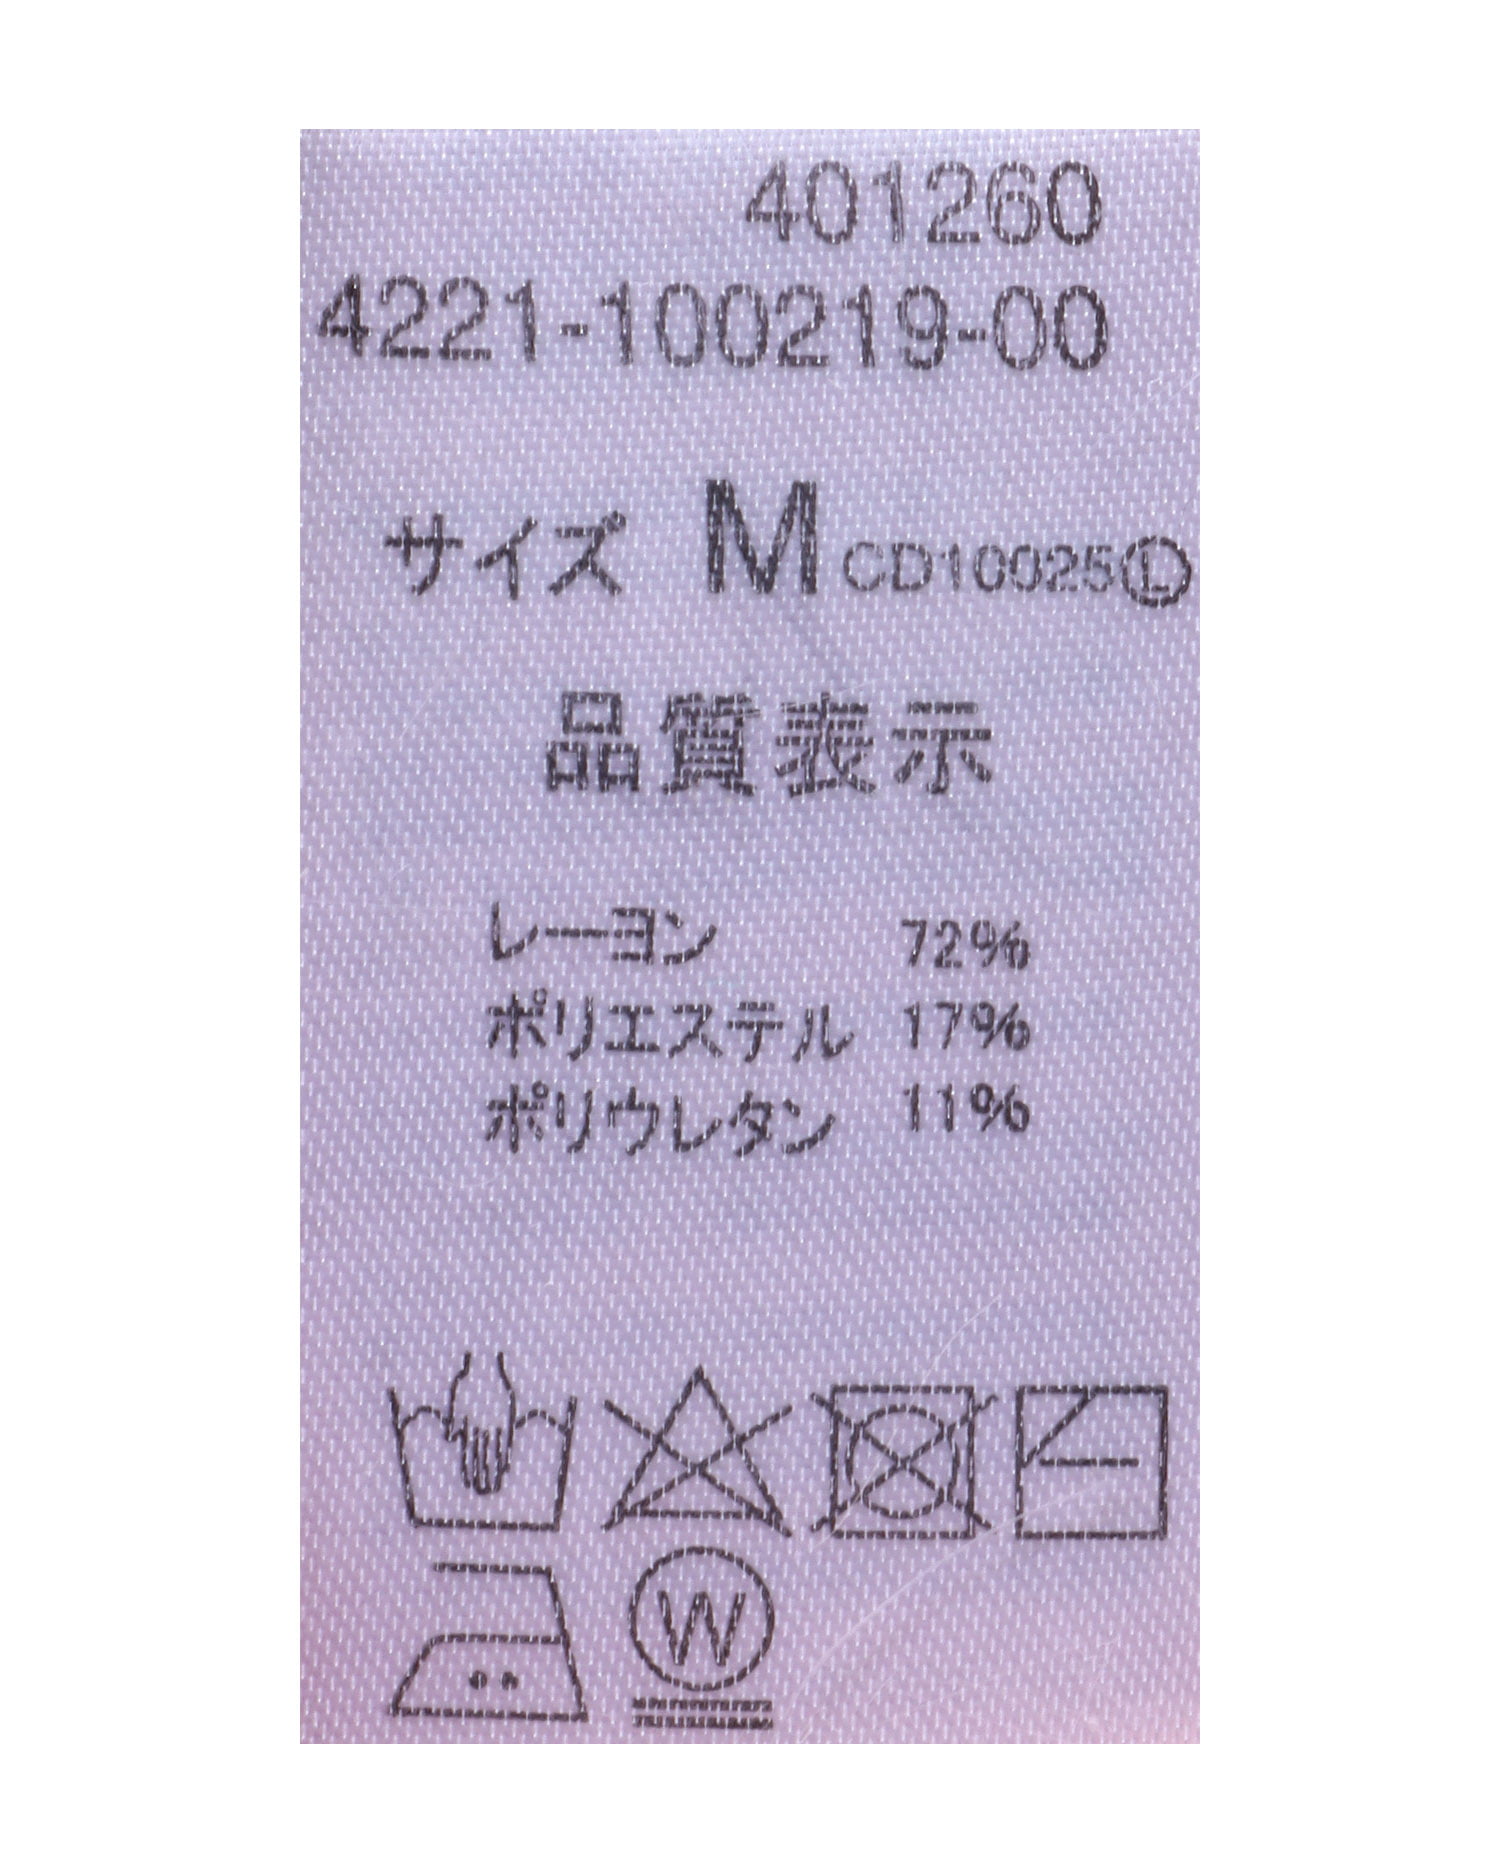 401260
4221-100219-00
サイズ M CD10025Ⓛ
品質表示
レーヨン 72%
ポリエステル 17%
ポリウレタン 11%
W